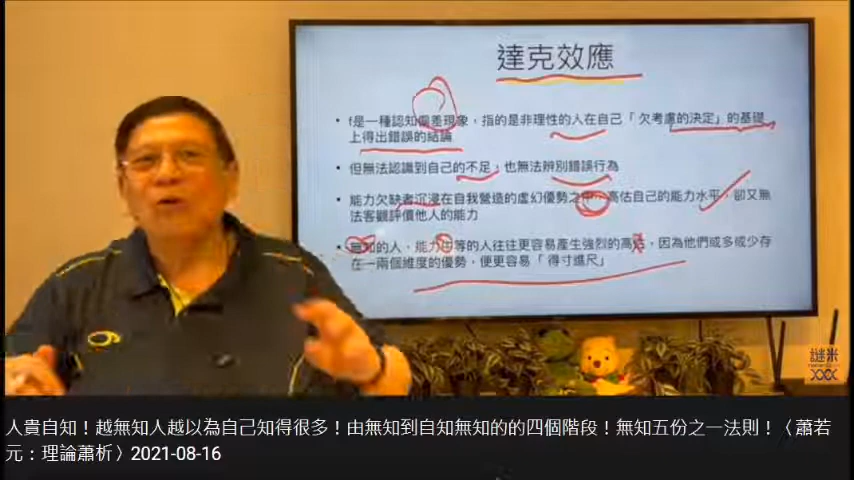 達克效應
• f是一種認知偏差現象，指的是非理性的人在自己「欠考慮的決定」的基礎
上得出錯誤的結論
• 但無法認識到自己的不足，也無法辨別錯誤行為
• 能力欠缺者沉浸在自我營造的虛幻優勢之中，高估自己的能力水平，卻又無
法客觀評價他人的能力
• 無知的人，能力中等的人往往更容易產生強烈的高估，因為他們或多或少存
在一兩個維度的優勢，便更容易「得寸進尺」
謎米
人貴自知！越無知人越以為自己知得很多！由無知到自知無知的的四個階段！無知五份之一法則！〈蕭若
元：理論蕭析〉2021-08-16